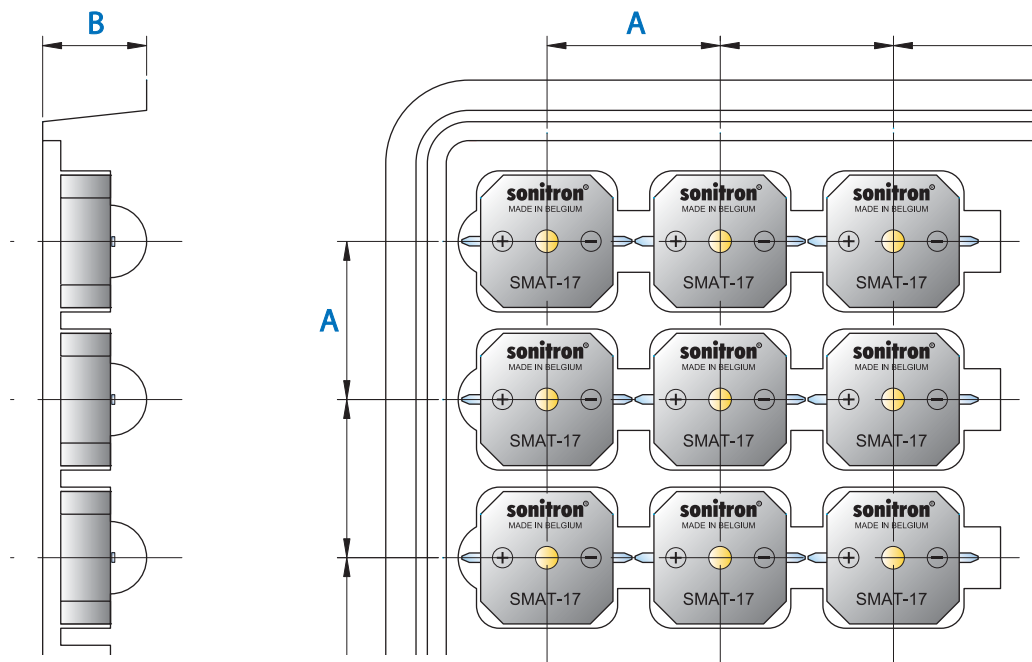 B
A
sonitron® sonitron® sonitron®
MADE IN BELGIUM MADE IN BELGIUM MADE IN BELGIUM
+ − + − + −
SMAT-17 SMAT-17 SMAT-17
A
sonitron® sonitron® sonitron®
MADE IN BELGIUM MADE IN BELGIUM MADE IN BELGIUM
+ − + − + −
SMAT-17 SMAT-17 SMAT-17
sonitron® sonitron® sonitron®
MADE IN BELGIUM MADE IN BELGIUM MADE IN BELGIUM
+ − + − + −
SMAT-17 SMAT-17 SMAT-17